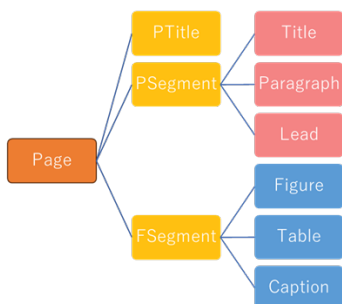 PTitle
Title
PSegment
Paragraph
Lead
Page
Figure
FSegment
Table
Caption